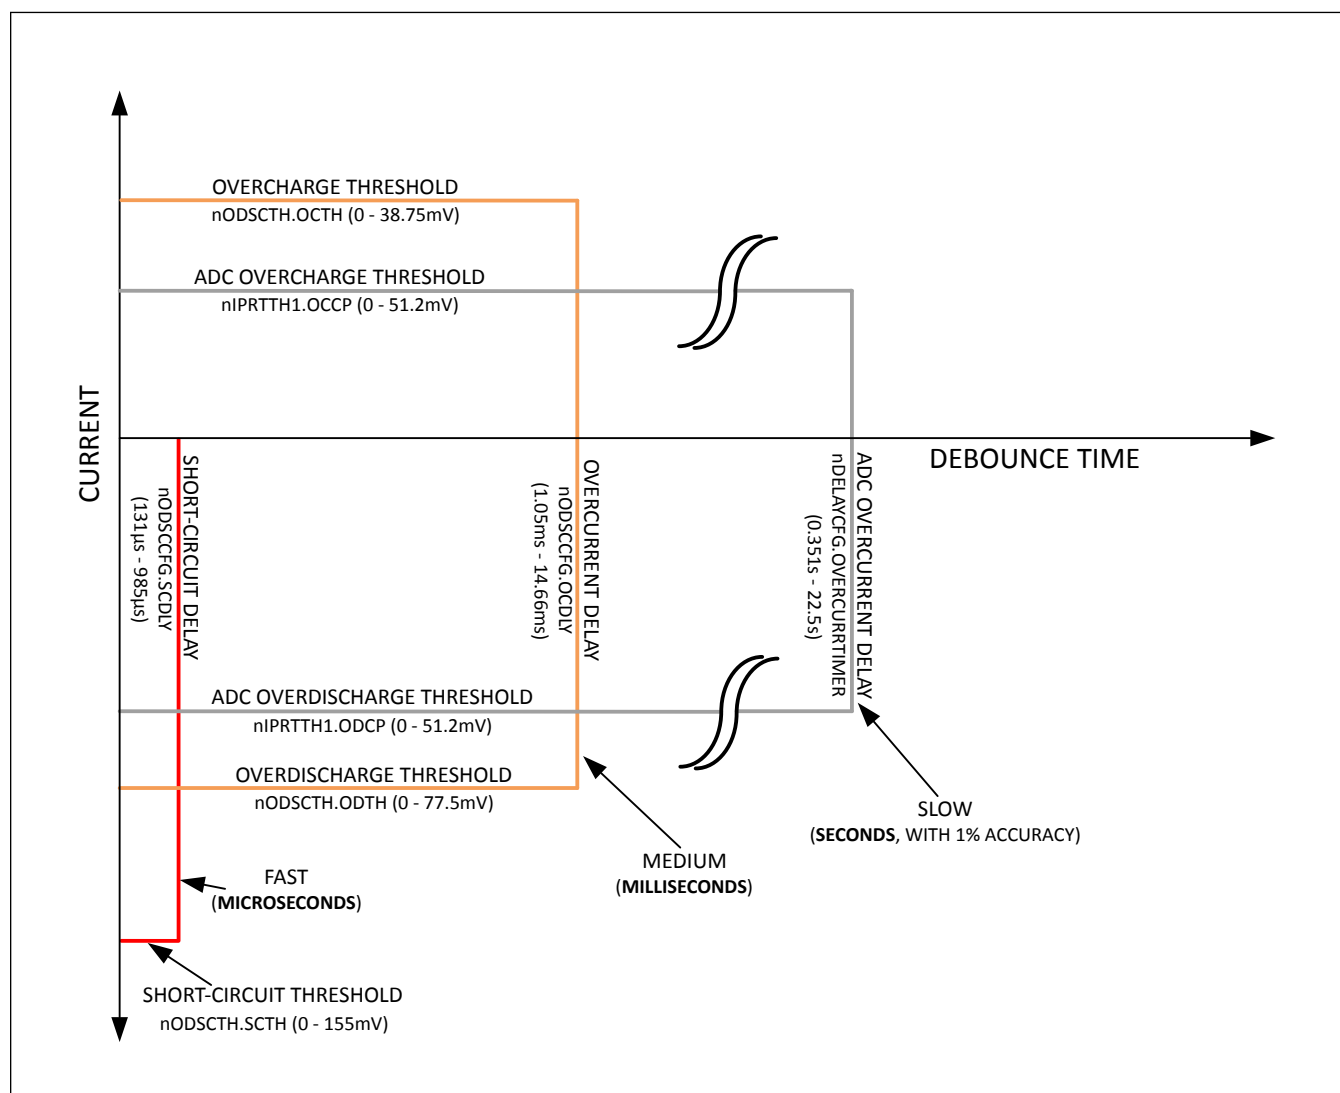 OVERCHARGE THRESHOLD
nODSCTH.OCTH (0 - 38.75mV)
ADC OVERCHARGE THRESHOLD
nIPRTTH1.OCCP (0 - 51.2mV)
CURRENT
DEBOUNCE TIME
SHORT-CIRCUIT DELAY
nODSCCFG.SCDLY
(131µs - 985µs)
OVERCURRENT DELAY
nODSCCFG.OCDLY
(1.05ms - 14.66ms)
ADC OVERCURRENT DELAY
nDELAYCFG.OVERCURRTIMER
(0.351s - 22.5s)
ADC OVERDISCHARGE THRESHOLD
nIPRTTH1.ODCP (0 - 51.2mV)
OVERDISCHARGE THRESHOLD
nODSCTH.ODTH (0 - 77.5mV)
SLOW
(SECONDS, WITH 1% ACCURACY)
MEDIUM
(MILLISECONDS)
FAST
(MICROSECONDS)
SHORT-CIRCUIT THRESHOLD
nODSCTH.SCTH (0 - 155mV)